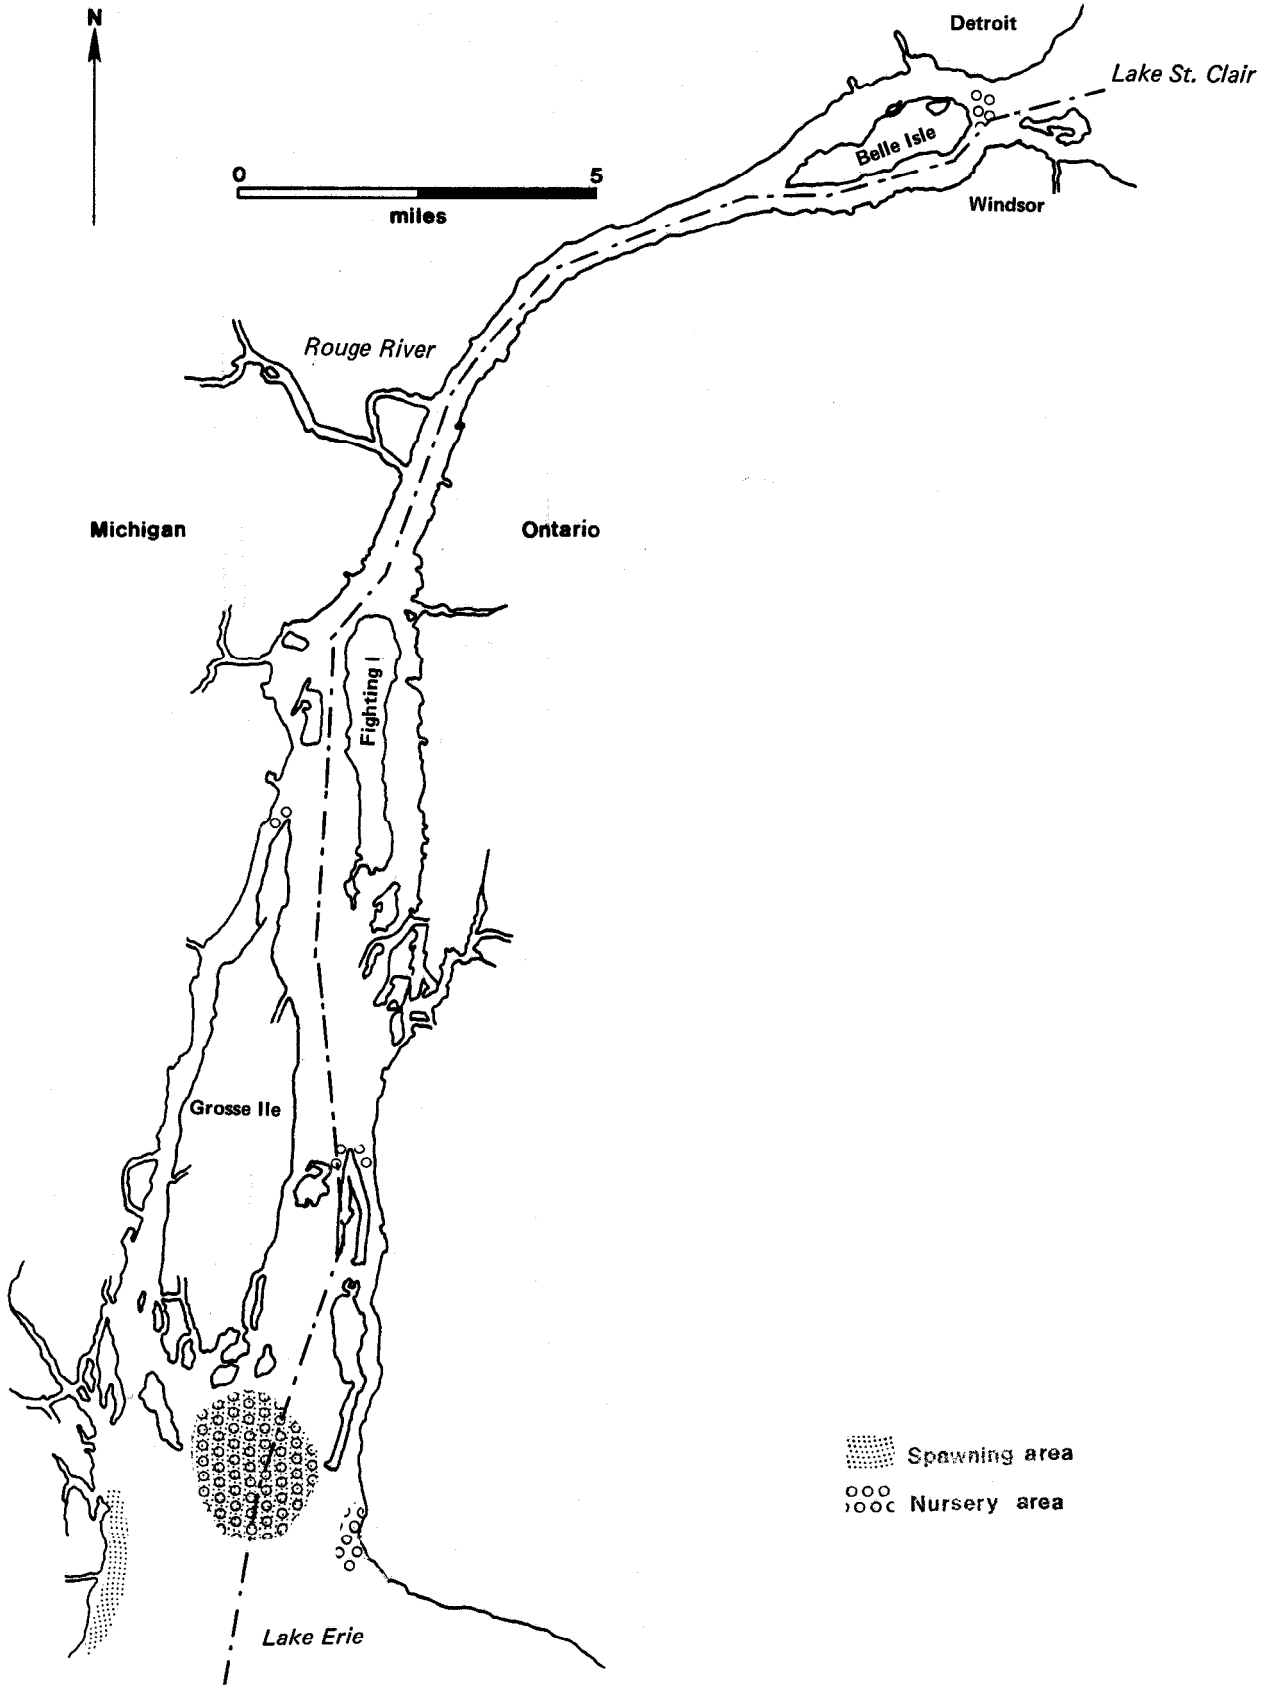 N
Detroit
Lake St. Clair
0 5
miles
Belle Isle
Windsor
Rouge River
Michigan
Ontario
Fighting I
Grosse Ile
Spawning area
Nursery area
Lake Erie